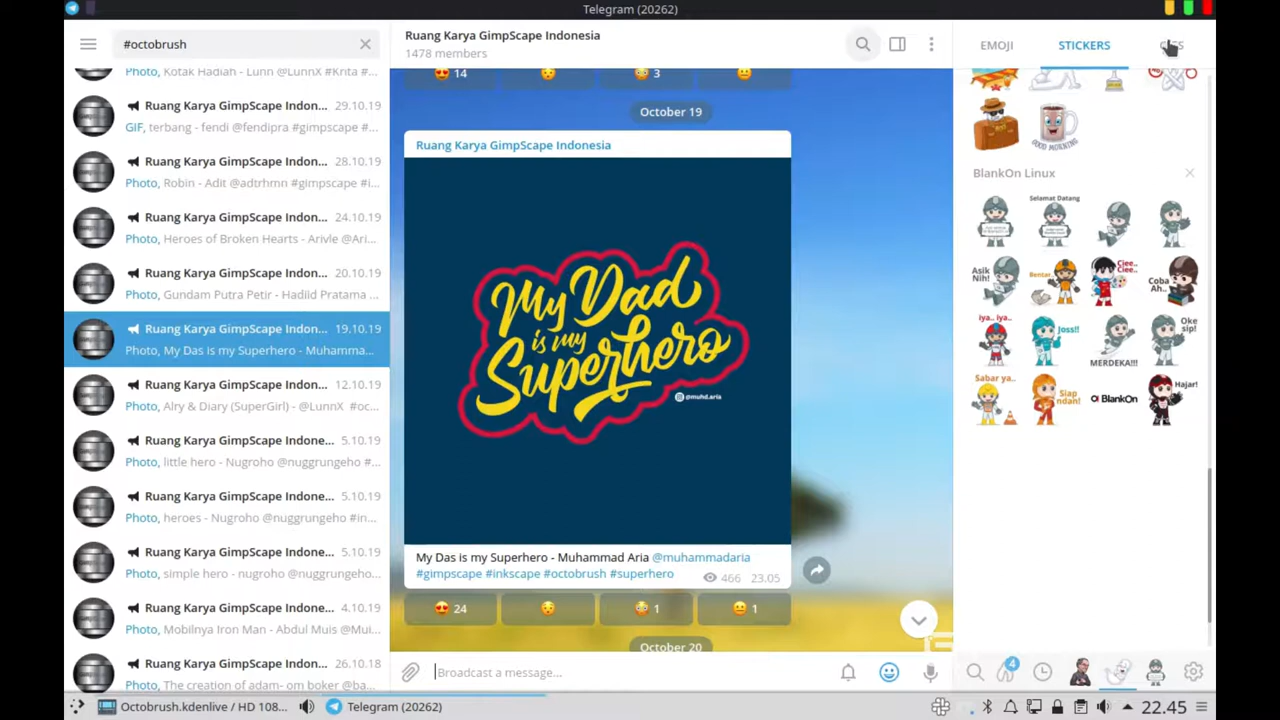 Telegram (20262)
#octobrush
Photo, Kotak Hadiah - Lunn @LunnX #Krita #...
Ruang Karya GimpScape Indon... 29.10.19
GIF, terbang - fendi @fendipra #gimpscape #...
Ruang Karya GimpScape Indon... 28.10.19
Photo, Robin - Adit @adtrhmn #gimpscape #i...
Ruang Karya GimpScape Indon... 24.10.19
Photo, Heroes of Broken Hearts - Arivle @Ari...
Ruang Karya GimpScape Indon... 20.10.19
Photo, Gundam Putra Petir - Hadild Pratama ...
Ruang Karya GimpScape Indon... 19.10.19
Photo, My Das is my Superhero - Muhamma...
Ruang Karya GimpScape Indon... 12.10.19
Photo, Alry & Diary (SuperGirl) - @LunnX #oc...
Ruang Karya GimpScape Indone... 5.10.19
Photo, little hero - Nugroho @nuggrungeho #...
Ruang Karya GimpScape Indone... 5.10.19
Photo, heroes - Nugroho @nuggrungeho #in...
Ruang Karya GimpScape Indone... 5.10.19
Photo, simple hero - nugroho @nuggrungeho...
Ruang Karya GimpScape Indone... 4.10.19
Photo, Mobilnya Iron Man - Abdul Muis @Mui...
Ruang Karya GimpScape Indon... 26.10.18
Photo, The creation of adam- om boker @ba...
Ruang Karya GimpScape Indonesia
1478 members
14
3
October 19
Ruang Karya GimpScape Indonesia
My Dad
is my
Superhero
@muhd.aria
My Das is my Superhero - Muhammad Aria @muhammadaria
#gimpscape #inkscape #octobrush #superhero
466 23.05
24
1
1
October 20
Broadcast a message...
EMOJI STICKERS
GOOD MORNING
BlankOn Linux
Selamat Datang
Asik Nih!
Bentar
Ciee.. Ciee..
Coba Ah..
iya.. iya..
Joss!!
MERDEKA!!!
Oke sip!
Sabar ya..
Siap ndan!
BlankOn
Hajar!
4
Octobrush.kdenlive / HD 108...
Telegram (20262)
22.45